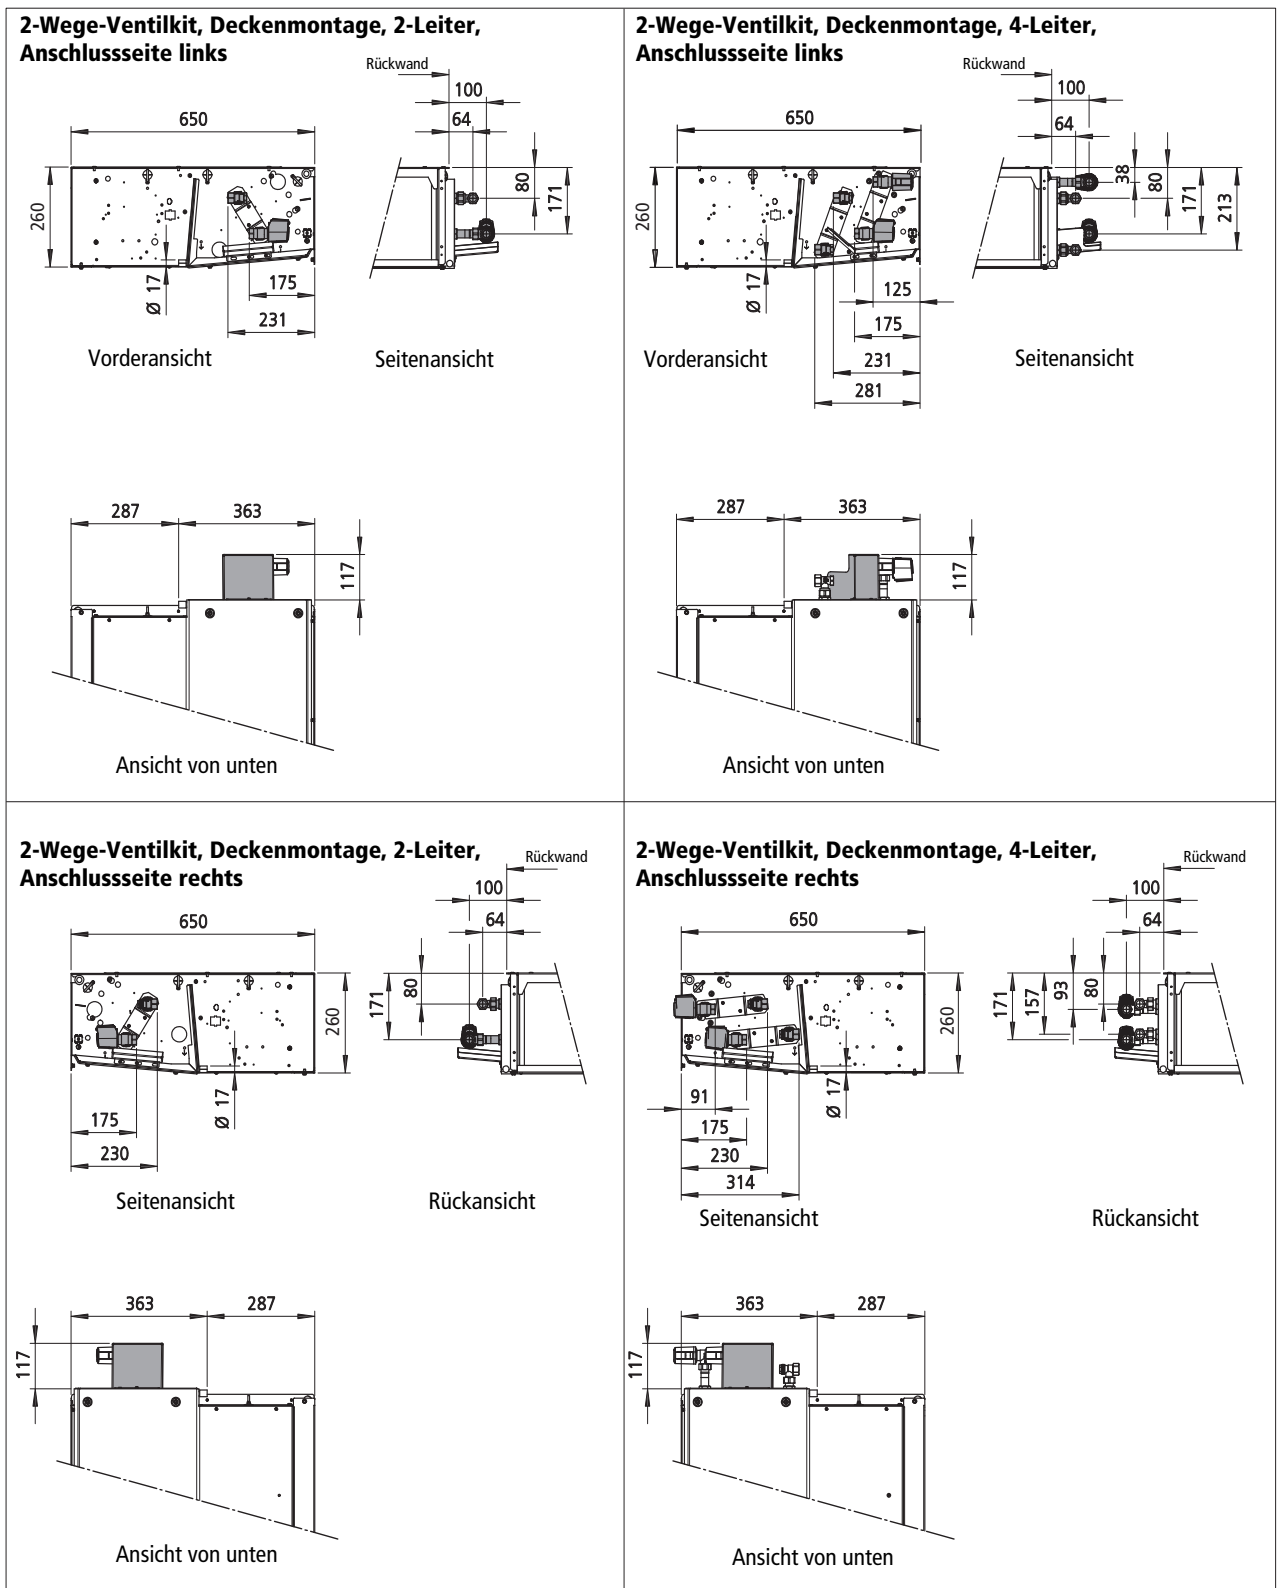 2-Wege-Ventilkit, Deckenmontage, 2-Leiter,
Anschlussseite links
Rückwand
100
64
650
80
171
260
Ø 17
175
231
Vorderansicht
Seitenansicht
287
363
117
Ansicht von unten
2-Wege-Ventilkit, Deckenmontage, 4-Leiter,
Anschlussseite links
Rückwand
100
64
650
38
80
171
213
260
Ø 17
125
175
231
281
Vorderansicht
Seitenansicht
287
363
117
Ansicht von unten
2-Wege-Ventilkit, Deckenmontage, 2-Leiter,
Anschlussseite rechts
Rückwand
100
64
650
171
80
260
Ø 17
175
230
Seitenansicht
Rückansicht
363
287
117
Ansicht von unten
2-Wege-Ventilkit, Deckenmontage, 4-Leiter,
Anschlussseite rechts
Rückwand
100
64
650
171
157
93
80
260
Ø 17
91
175
230
314
Seitenansicht
Rückansicht
363
287
117
Ansicht von unten